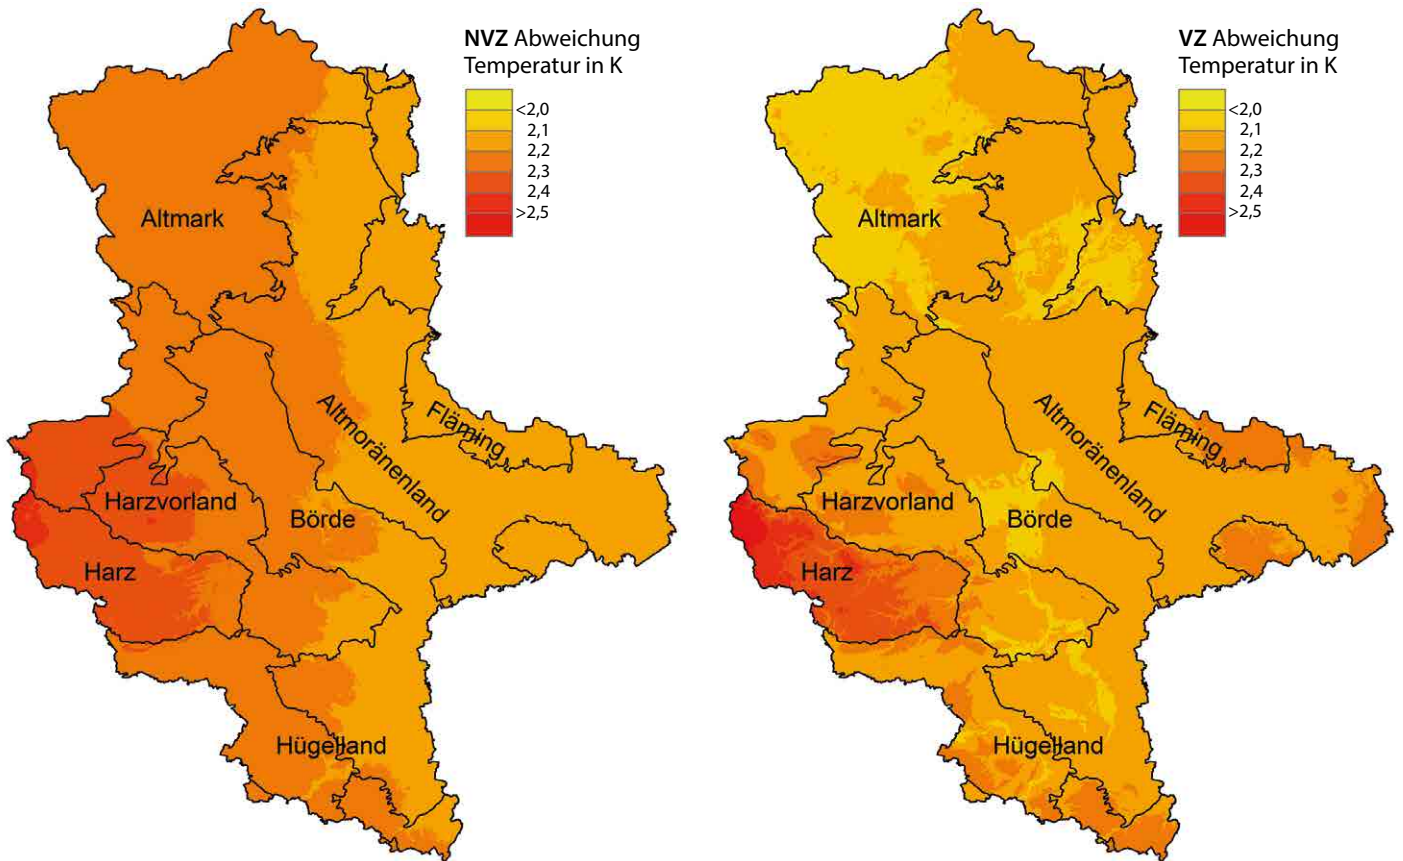 NVZ Abweichung
Temperatur in K
<2,0
2,1
2,2
2,3
2,4
>2,5
Altmark
Altmoränenland
Fläming
Harzvorland
Börde
Harz
Hügelland
VZ Abweichung
Temperatur in K
<2,0
2,1
2,2
2,3
2,4
>2,5
Altmark
Altmoränenland
Fläming
Harzvorland
Börde
Harz
Hügelland